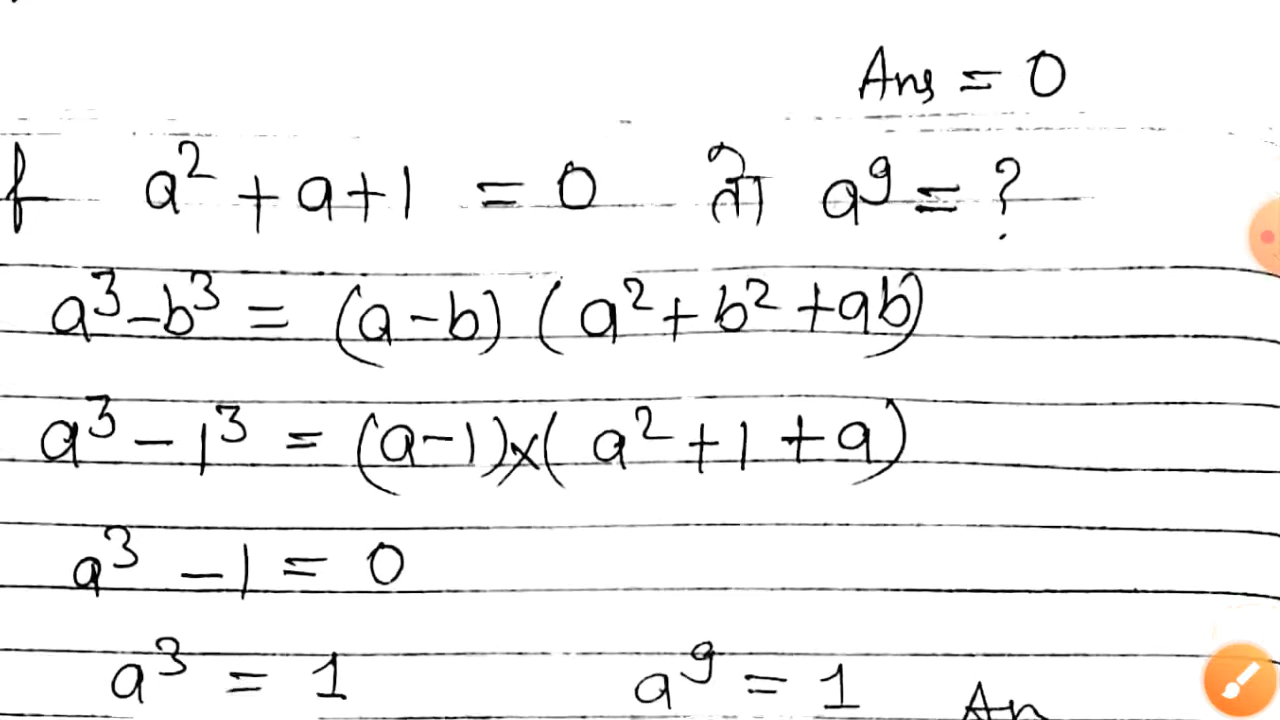 Ans = 0
f a² + a + 1 = 0 तो a⁹ = ?
a³ - b³ = (a - b) (a² + b² + ab)
a³ - 1³ = (a - 1) × (a² + 1 + a)
a³ - 1 = 0
a³ = 1 a⁹ = 1 An